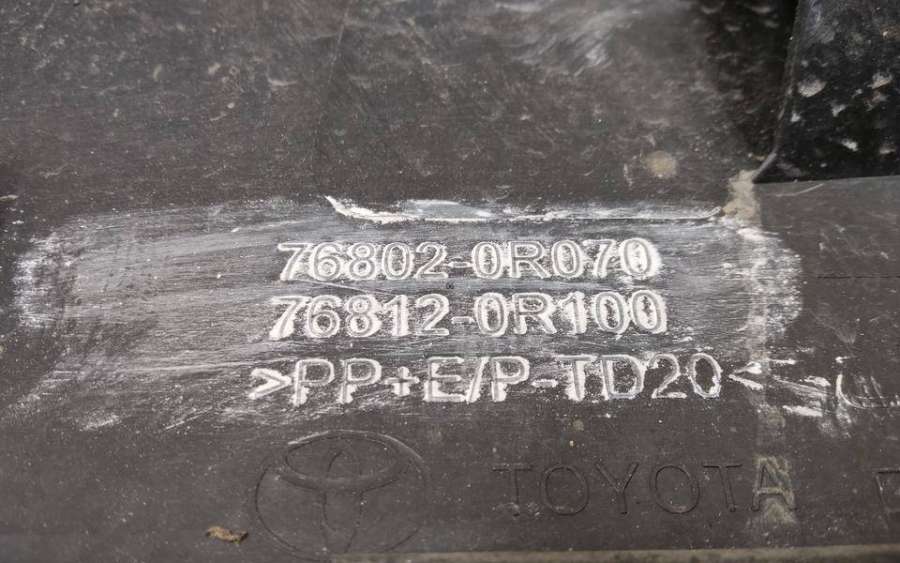 76802-0R070
76812-0R100
>PP+E/P-TD20<
TOYOTA